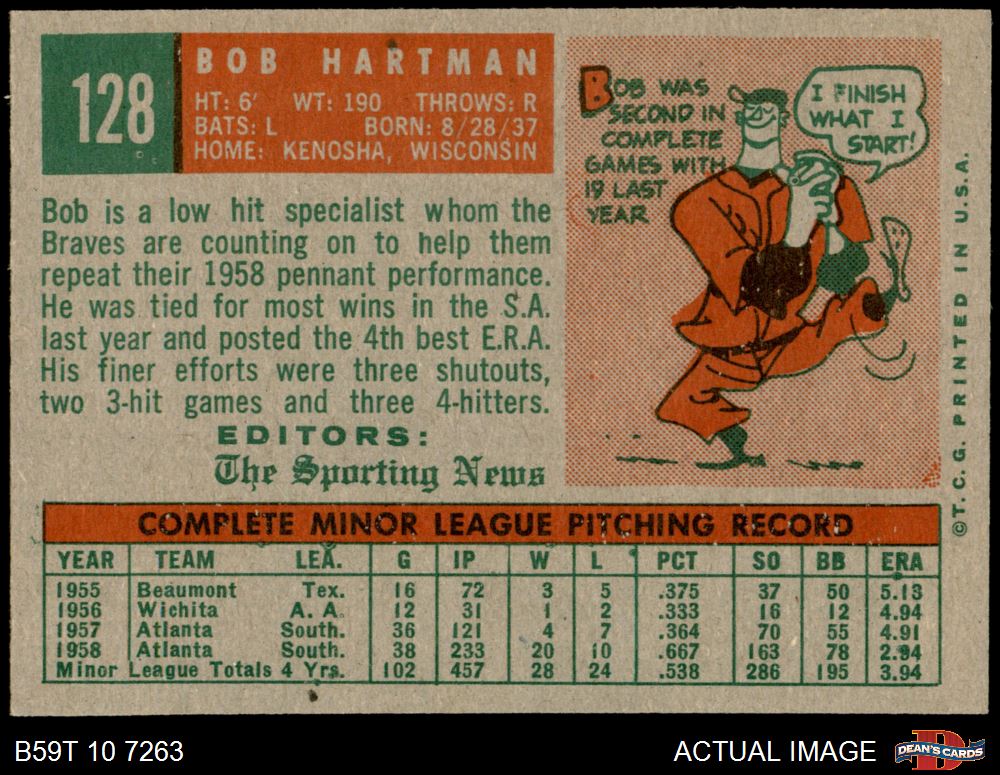 128
BOB HARTMAN
HT: 6' WT: 190 THROWS: R
BATS: L BORN: 8/28/37
HOME: KENOSHA, WISCONSIN
Bob is a low hit specialist whom the
Braves are counting on to help them
repeat their 1958 pennant performance.
He was tied for most wins in the S.A.
last year and posted the 4th best E.R.A.
His finer efforts were three shutouts,
two 3-hit games and three 4-hitters.
EDITORS:
The Sporting News
BOB WAS
SECOND IN
COMPLETE
GAMES WITH
19 LAST
YEAR
I FINISH
WHAT I
START!
©T. C. G. PRINTED IN U.S.A.
COMPLETE MINOR LEAGUE PITCHING RECORD
YEAR TEAM LEA. G IP W L PCT SO BB ERA
1955 Beaumont Tex. 16 72 3 5 .375 37 50 5.13
1956 Wichita A. A. 12 31 1 2 .333 16 12 4.94
1957 Atlanta South. 36 121 4 7 .364 70 55 4.91
1958 Atlanta South. 38 233 20 10 .667 163 78 2.94
Minor League Totals 4 Yrs. 102 457 28 24 .538 286 195 3.94
B59T 10 7263
ACTUAL IMAGE
DEAN'S CARDS